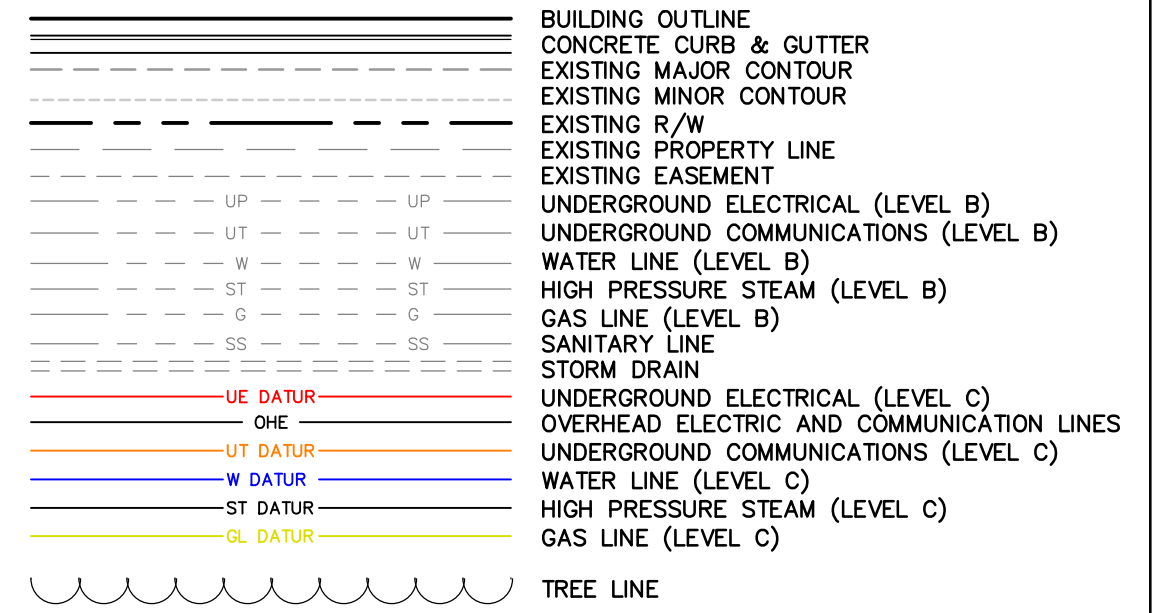 BUILDING OUTLINE
CONCRETE CURB & GUTTER
EXISTING MAJOR CONTOUR
EXISTING MINOR CONTOUR
EXISTING R/W
EXISTING PROPERTY LINE
EXISTING EASEMENT
UP UP UNDERGROUND ELECTRICAL (LEVEL B)
UT UT UNDERGROUND COMMUNICATIONS (LEVEL B)
W W WATER LINE (LEVEL B)
ST ST HIGH PRESSURE STEAM (LEVEL B)
G G GAS LINE (LEVEL B)
SS SS SANITARY LINE
STORM DRAIN
UE DATUR UNDERGROUND ELECTRICAL (LEVEL C)
OHE OVERHEAD ELECTRIC AND COMMUNICATION LINES
UT DATUR UNDERGROUND COMMUNICATIONS (LEVEL C)
W DATUR WATER LINE (LEVEL C)
ST DATUR HIGH PRESSURE STEAM (LEVEL C)
GL DATUR GAS LINE (LEVEL C)
TREE LINE